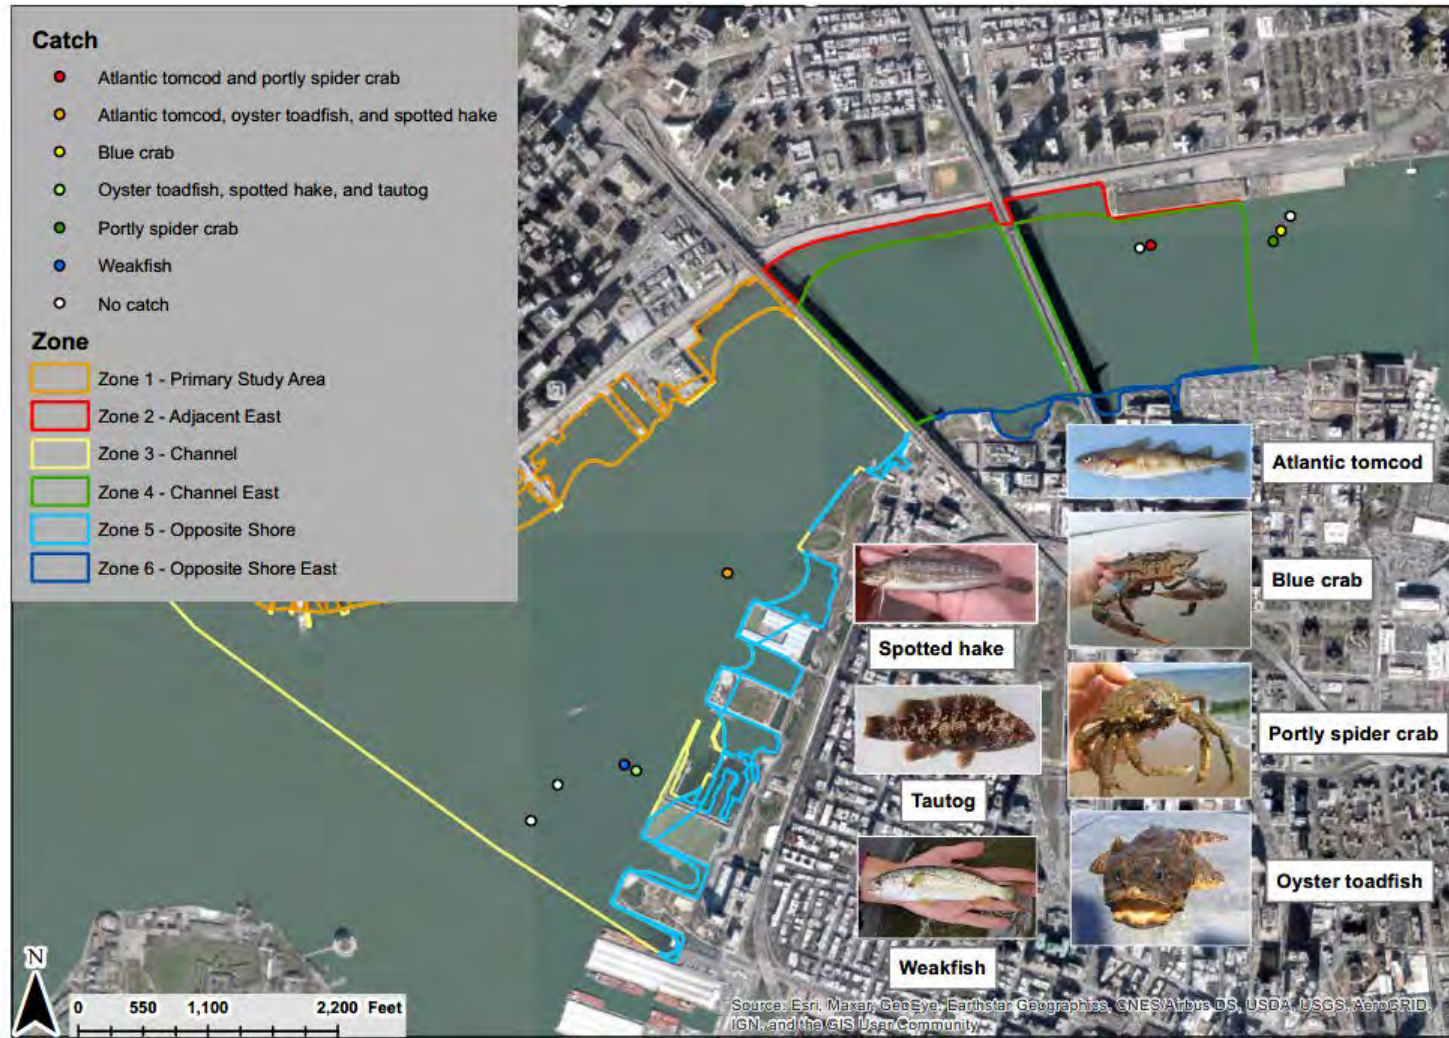 Catch
Atlantic tomcod and portly spider crab
Atlantic tomcod, oyster toadfish, and spotted hake
Blue crab
Oyster toadfish, spotted hake, and tautog
Portly spider crab
Weakfish
No catch
Zone
Zone 1 - Primary Study Area
Zone 2 - Adjacent East
Zone 3 - Channel
Zone 4 - Channel East
Zone 5 - Opposite Shore
Zone 6 - Opposite Shore East
Atlantic tomcod
Blue crab
Spotted hake
Portly spider crab
Tautog
Oyster toadfish
Weakfish
N
0 550 1,100 2,200 Feet
Source: Esri, Maxar, GeoEye, Earthstar Geographics, CNES/Airbus DS, USDA, USGS, AeroGRID,
IGN, and the GIS User Community